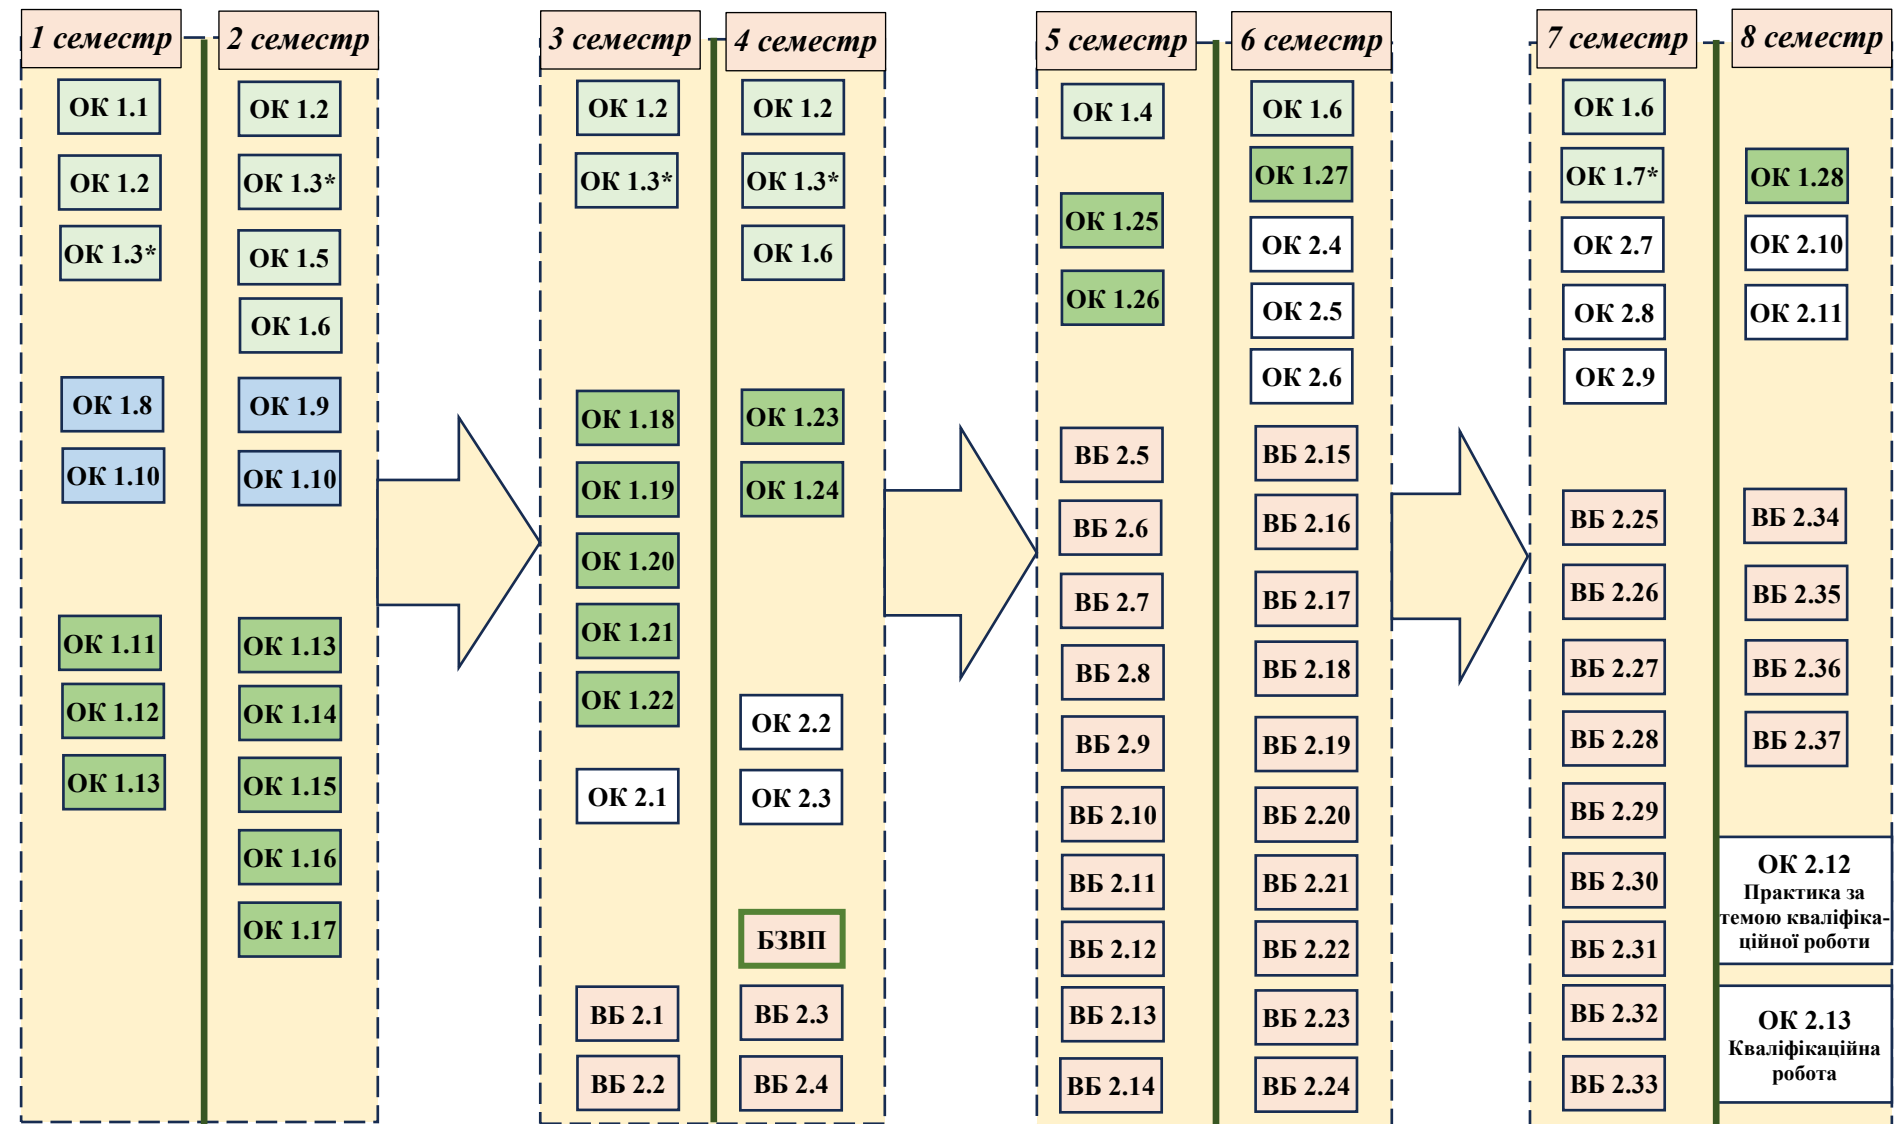 1 семестр
ОК 1.1
ОК 1.2
ОК 1.3*
ОК 1.8
ОК 1.10
ОК 1.11
ОК 1.12
ОК 1.13
2 семестр
ОК 1.2
ОК 1.3*
ОК 1.5
ОК 1.6
ОК 1.9
ОК 1.10
ОК 1.13
ОК 1.14
ОК 1.15
ОК 1.16
ОК 1.17
3 семестр
ОК 1.2
ОК 1.3*
ОК 1.18
ОК 1.19
ОК 1.20
ОК 1.21
ОК 1.22
ОК 2.1
ВБ 2.1
ВБ 2.2
4 семестр
ОК 1.2
ОК 1.3*
ОК 1.6
ОК 1.23
ОК 1.24
ОК 2.2
ОК 2.3
БЗВП
ВБ 2.3
ВБ 2.4
5 семестр
ОК 1.4
ОК 1.25
ОК 1.26
ВБ 2.5
ВБ 2.6
ВБ 2.7
ВБ 2.8
ВБ 2.9
ВБ 2.10
ВБ 2.11
ВБ 2.12
ВБ 2.13
ВБ 2.14
6 семестр
ОК 1.6
ОК 1.27
ОК 2.4
ОК 2.5
ОК 2.6
ВБ 2.15
ВБ 2.16
ВБ 2.17
ВБ 2.18
ВБ 2.19
ВБ 2.20
ВБ 2.21
ВБ 2.22
ВБ 2.23
ВБ 2.24
7 семестр
ОК 1.6
ОК 1.7*
ОК 2.7
ОК 2.8
ОК 2.9
ВБ 2.25
ВБ 2.26
ВБ 2.27
ВБ 2.28
ВБ 2.29
ВБ 2.30
ВБ 2.31
ВБ 2.32
ВБ 2.33
8 семестр
ОК 1.28
ОК 2.10
ОК 2.11
ВБ 2.34
ВБ 2.35
ВБ 2.36
ВБ 2.37
ОК 2.12
Практика за
темою кваліфіка-
ційної роботи
ОК 2.13
Кваліфікаційна
робота